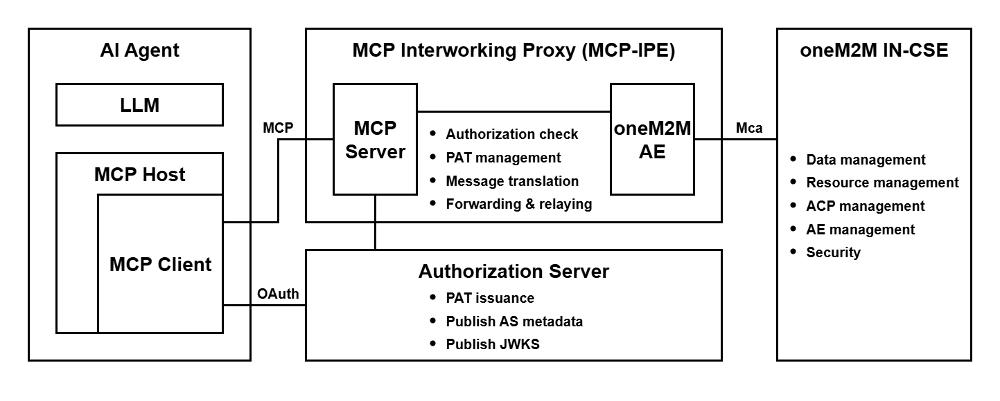 AI Agent
LLM
MCP Host
MCP Client
MCP
OAuth
MCP Interworking Proxy (MCP-IPE)
MCP
Server
• Authorization check
• PAT management
• Message translation
• Forwarding & relaying
oneM2M
AE
Authorization Server
• PAT issuance
• Publish AS metadata
• Publish JWKS
Mca
oneM2M IN-CSE
• Data management
• Resource management
• ACP management
• AE management
• Security